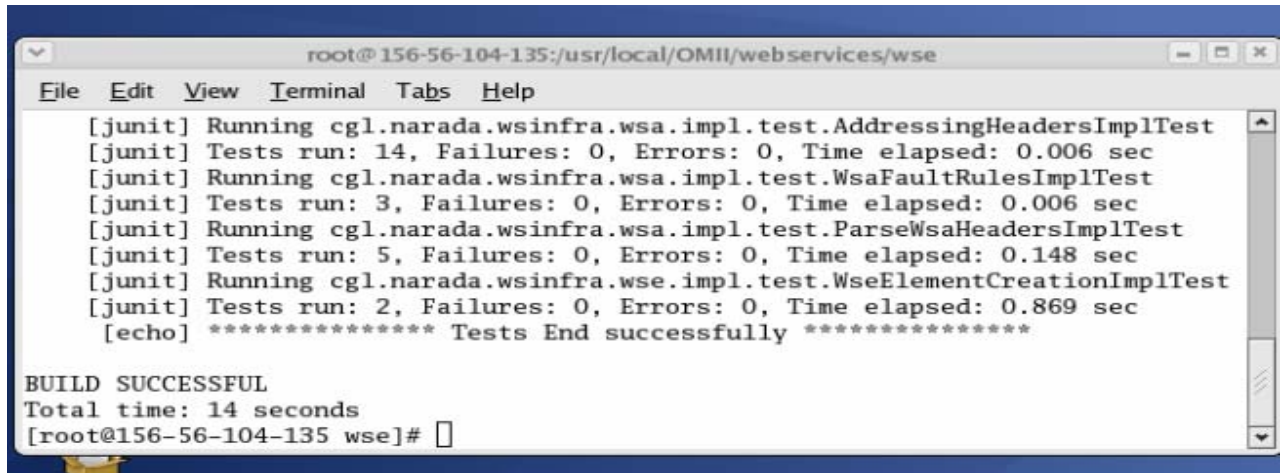 root@156-56-104-135:/usr/local/OMII/webservices/wse
File Edit View Terminal Tabs Help
[junit] Running cgl.narada.wsinfra.wsa.impl.test.AddressingHeadersImplTest
[junit] Tests run: 14, Failures: 0, Errors: 0, Time elapsed: 0.006 sec
[junit] Running cgl.narada.wsinfra.wsa.impl.test.WsaFaultRulesImplTest
[junit] Tests run: 3, Failures: 0, Errors: 0, Time elapsed: 0.006 sec
[junit] Running cgl.narada.wsinfra.wsa.impl.test.ParseWsaHeadersImplTest
[junit] Tests run: 5, Failures: 0, Errors: 0, Time elapsed: 0.148 sec
[junit] Running cgl.narada.wsinfra.wse.impl.test.WseElementCreationImplTest
[junit] Tests run: 2, Failures: 0, Errors: 0, Time elapsed: 0.869 sec
[echo] *************** Tests End successfully ***************
BUILD SUCCESSFUL
Total time: 14 seconds
[root@156-56-104-135 wse]#